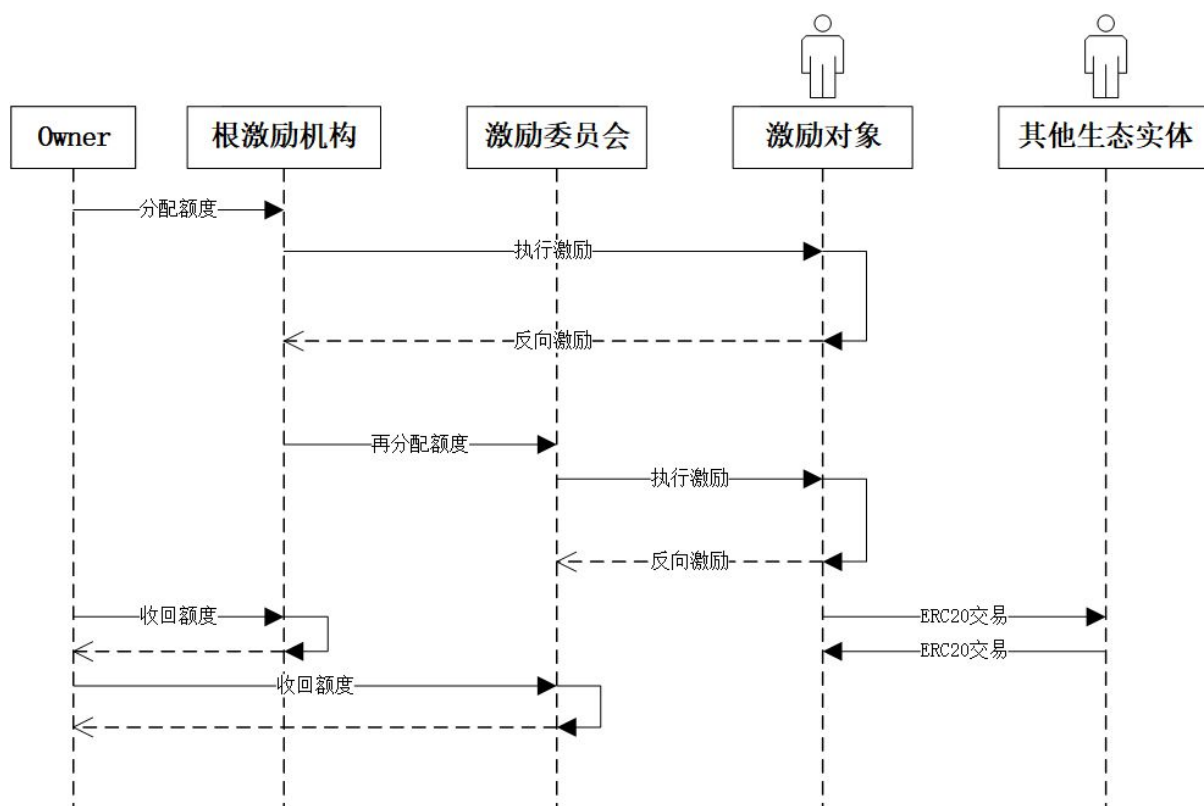 Owner
根激励机构
激励委员会
激励对象
其他生态实体
分配额度
执行激励
反向激励
再分配额度
执行激励
反向激励
收回额度
ERC20交易
ERC20交易
收回额度